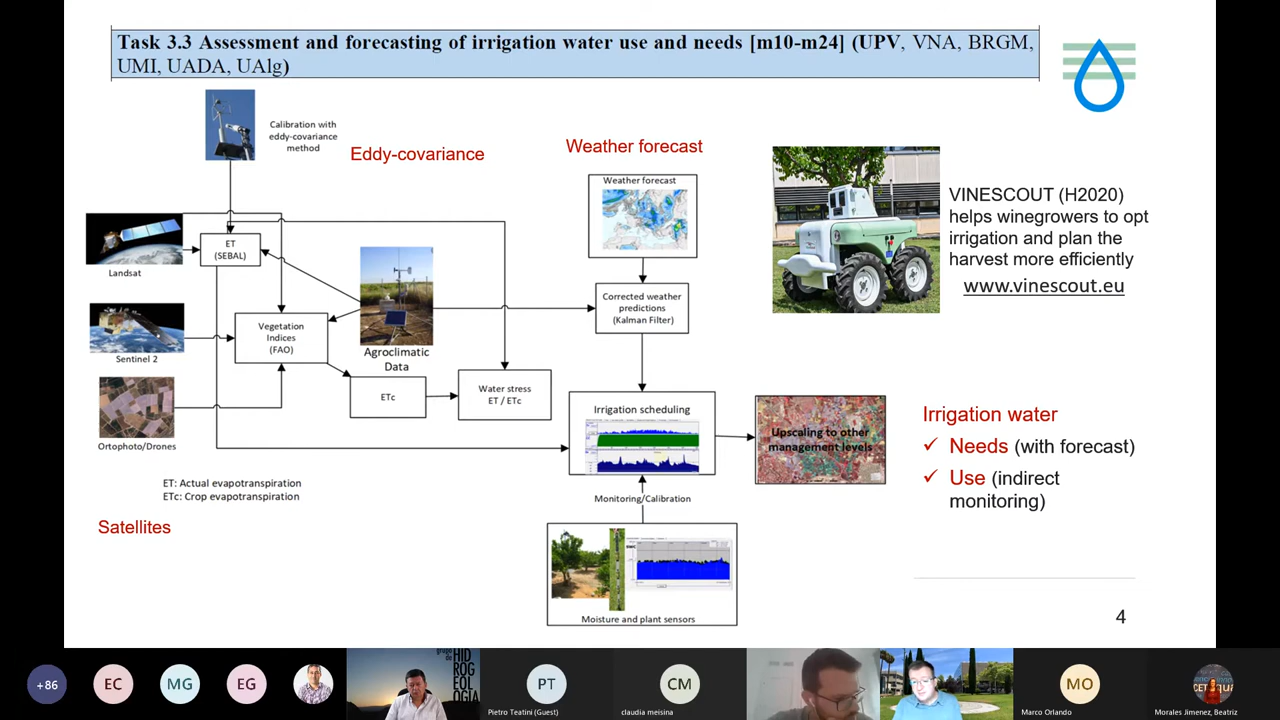 Task 3.3 Assessment and forecasting of irrigation water use and needs [m10-m24] (UPV, VNA, BRGM,
UMI, UADA, UAlg)
Calibration with
eddy-covariance
method
Eddy-covariance
Weather forecast
Weather forecast
VINESCOUT (H2020)
helps winegrowers to opt
irrigation and plan the
harvest more efficiently
www.vinescout.eu
Landsat
ET
(SEBAL)
Corrected weather
predictions
(Kalman Filter)
Sentinel 2
Vegetation
Indices
(FAO)
Agroclimatic
Data
ETc
Water stress
ET / ETc
Ortophoto/Drones
Irrigation scheduling
Upscaling to other
management levels
Irrigation water
✓ Needs (with forecast)
✓ Use (indirect
monitoring)
ET: Actual evapotranspiration
ETc: Crop evapotranspiration
Monitoring/Calibration
Satellites
Moisture and plant sensors
4
+86
EC
MG
EG
grupo
de
HID
ROG
EOL
OGÍA
PT
Pietro Teatini (Guest)
CM
claudia meisina
MO
Marco Orlando
Morales Jimenez, Beatriz